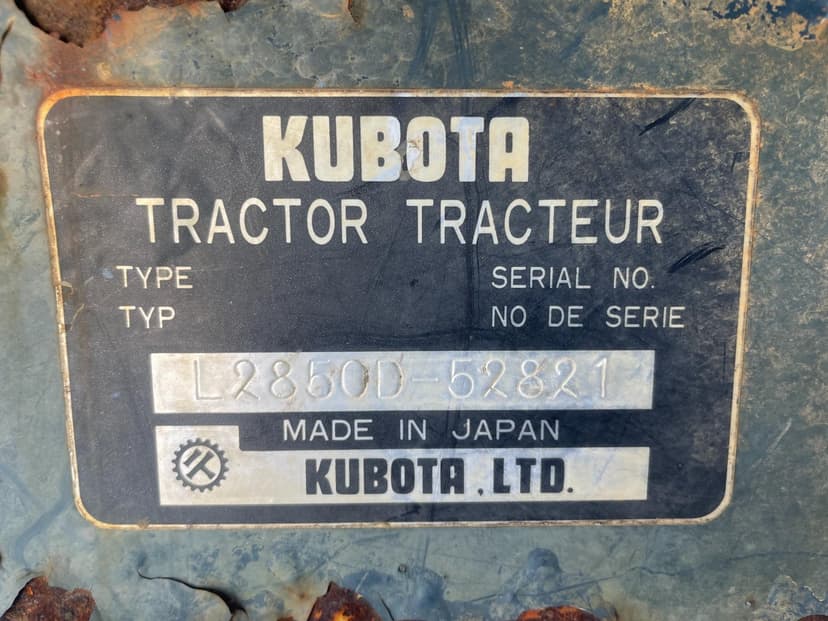 KUBOTA
TRACTOR TRACTEUR
TYPE SERIAL NO.
TYP NO DE SERIE
L2850D-52821
MADE IN JAPAN
KUBOTA,LTD.